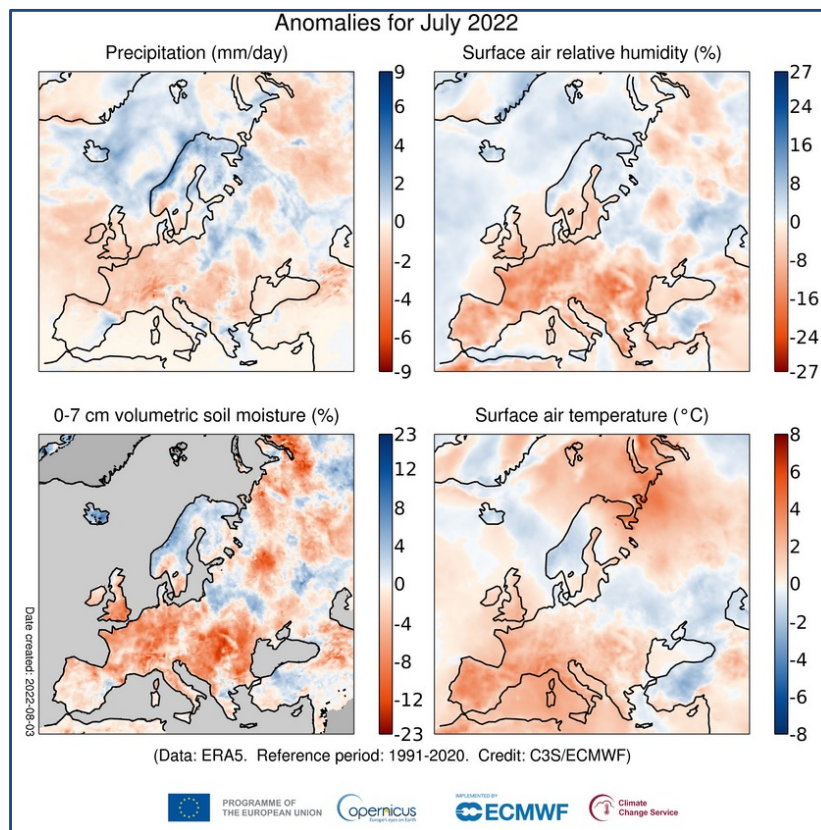 Anomalies for July 2022
Precipitation (mm/day)
9
6
4
2
0
-2
-4
-6
-9
Surface air relative humidity (%)
27
24
16
8
0
-8
-16
-24
-27
0-7 cm volumetric soil moisture (%)
23
12
8
4
0
-4
-8
-12
-23
Surface air temperature (°C)
8
6
4
2
0
-2
-4
-6
-8
Date created: 2022-08-03
(Data: ERA5. Reference period: 1991-2020. Credit: C3S/ECMWF)
PROGRAMME OF
THE EUROPEAN UNION
opernicus
Europe's eyes on Earth
IMPLEMENTED BY
ECMWF
Climate
Change Service